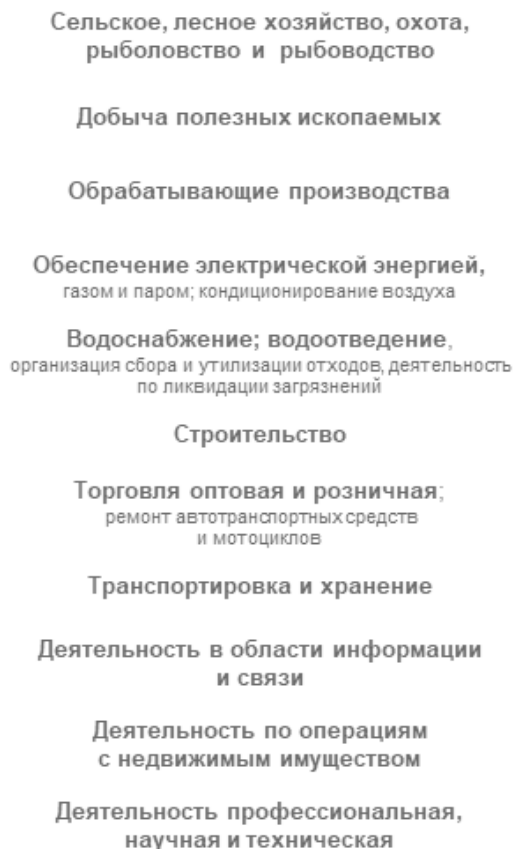 Сельское, лесное хозяйство, охота,
рыболовство и рыбоводство
Добыча полезных ископаемых
Обрабатывающие производства
Обеспечение электрической энергией,
газом и паром; кондиционирование воздуха
Водоснабжение; водоотведение,
организация сбора и утилизации отходов, деятельность
по ликвидации загрязнений
Строительство
Торговля оптовая и розничная;
ремонт автотранспортных средств
и мотоциклов
Транспортировка и хранение
Деятельность в области информации
и связи
Деятельность по операциям
с недвижимым имуществом
Деятельность профессиональная,
научная и техническая